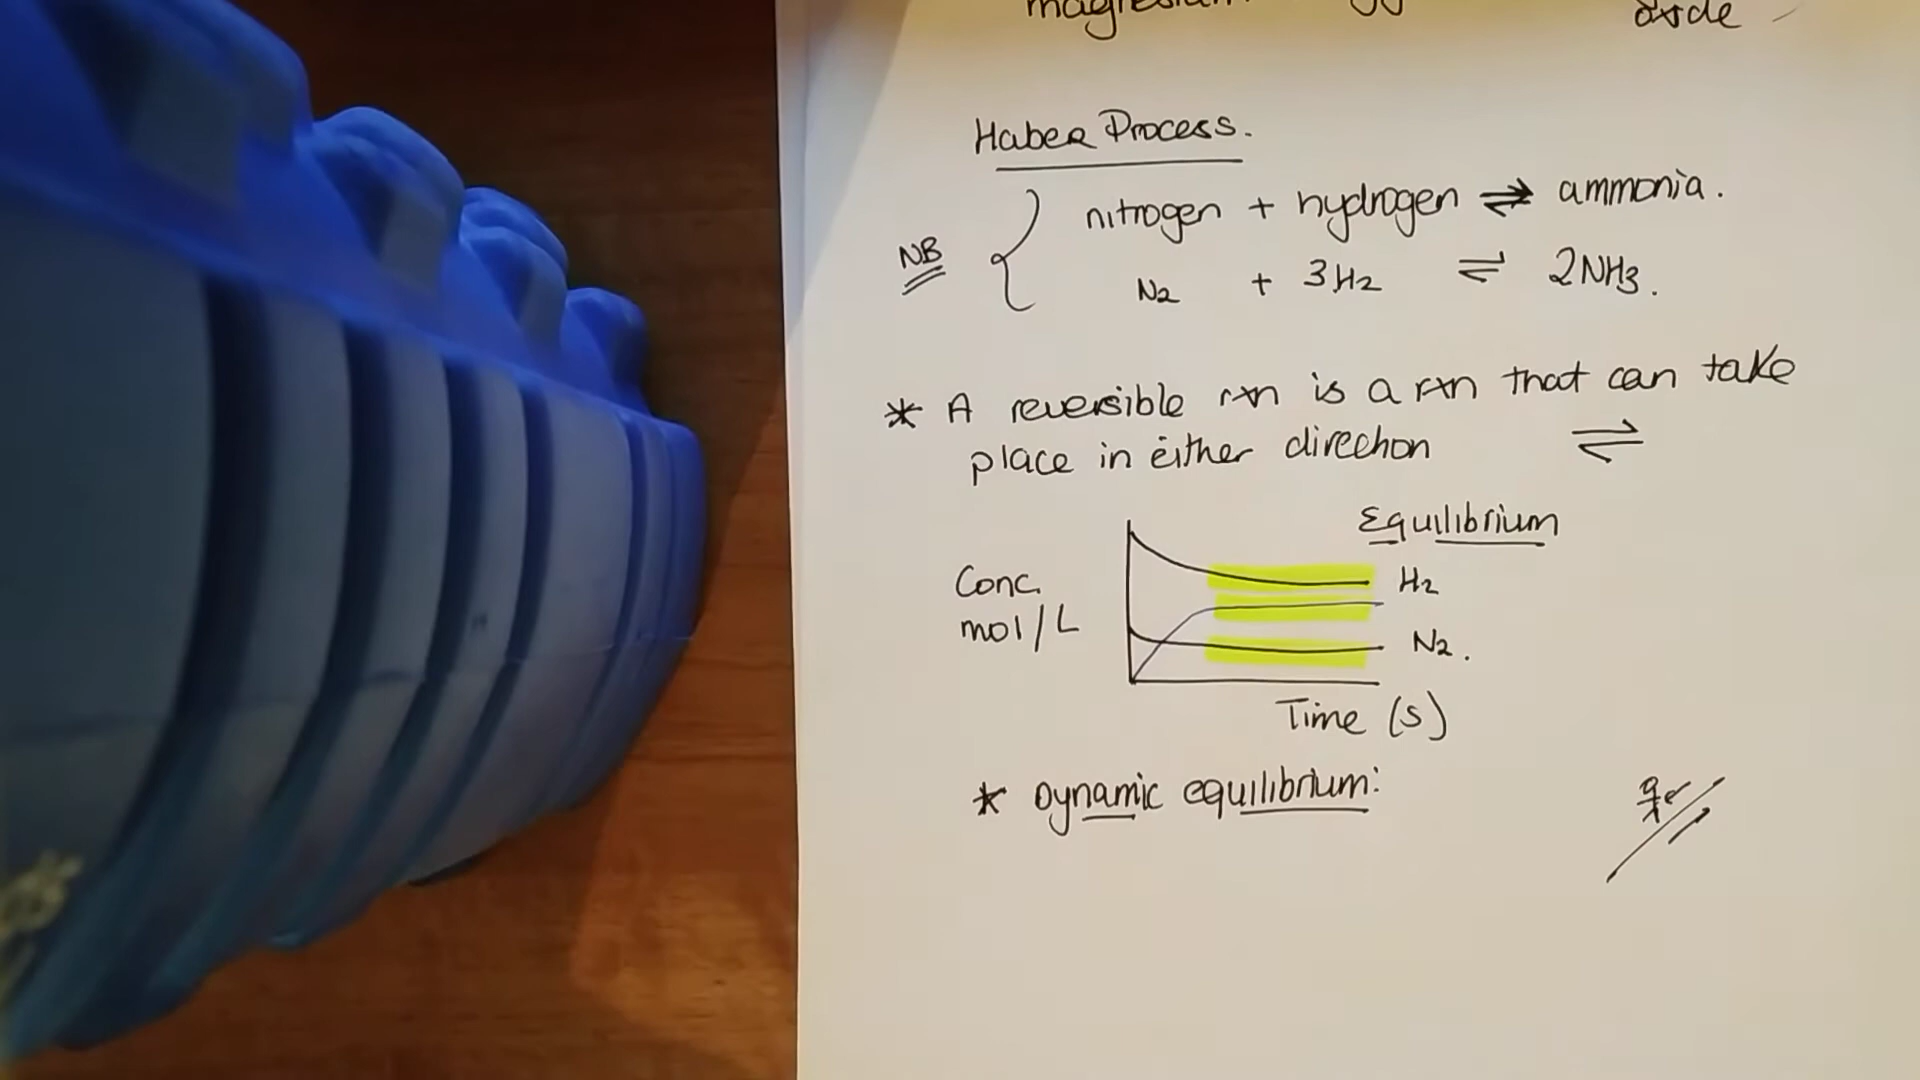 oxide
Haber Process.
nitrogen + hydrogen ⇌ ammonia.
NB
N2 + 3H2 ⇌ 2NH3.
* A reversible rxn is a rxn that can take
place in either direction ⇌
Equilibrium
Conc.
mol/L
H2
N2.
Time (s)
* Dynamic equilibrium: